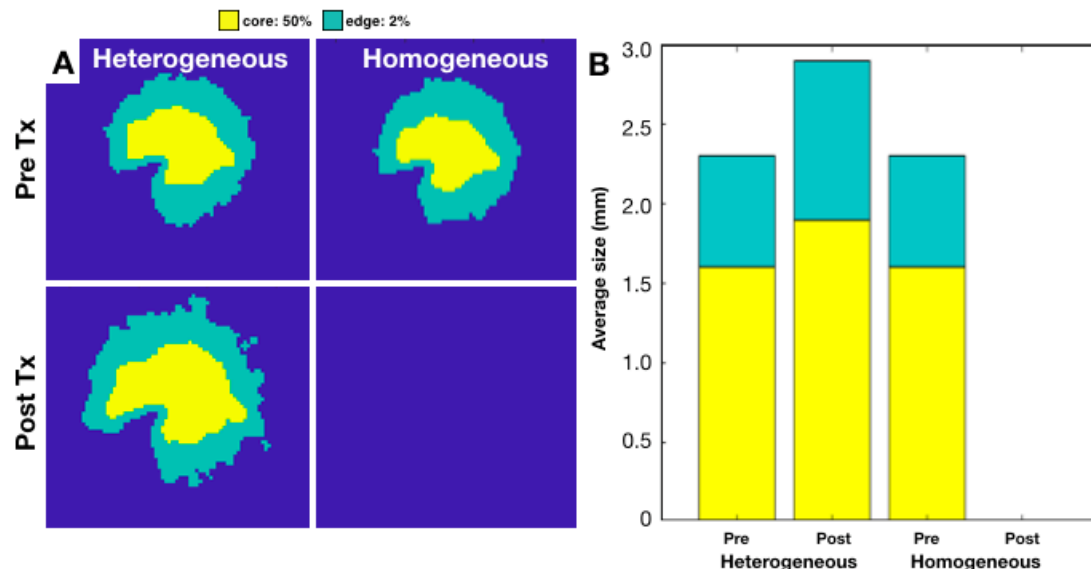 core: 50% edge: 2%
A Heterogeneous Homogeneous
Pre Tx
Post Tx
B
3.0
2.5
2.0
1.5
1.0
0.5
0
Average size (mm)
Pre Post Pre Post
Heterogeneous Homogeneous